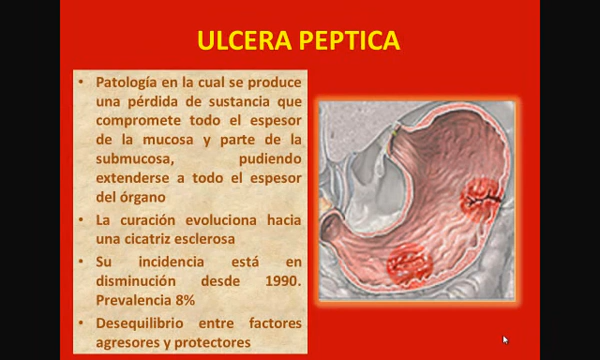 ULCERA PEPTICA
• Patología en la cual se produce
una pérdida de sustancia que
compromete todo el espesor
de la mucosa y parte de la
submucosa, pudiendo
extenderse a todo el espesor
del órgano
• La curación evoluciona hacia
una cicatriz esclerosa
• Su incidencia está en
disminución desde 1990.
Prevalencia 8%
• Desequilibrio entre factores
agresores y protectores